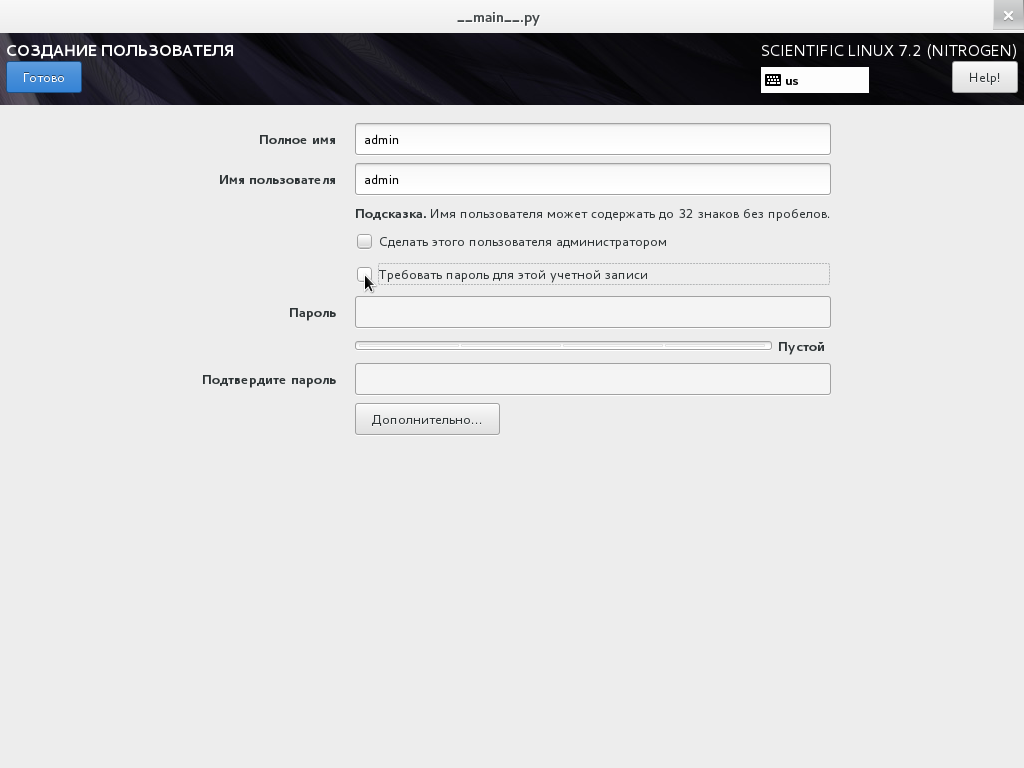 __main__.py
СОЗДАНИЕ ПОЛЬЗОВАТЕЛЯ
SCIENTIFIC LINUX 7.2 (NITROGEN)
Готово
us
Help!
Полное имя
admin
Имя пользователя
admin
Подсказка. Имя пользователя может содержать до 32 знаков без пробелов.
Сделать этого пользователя администратором
Требовать пароль для этой учетной записи
Пароль
Пустой
Подтвердите пароль
Дополнительно...